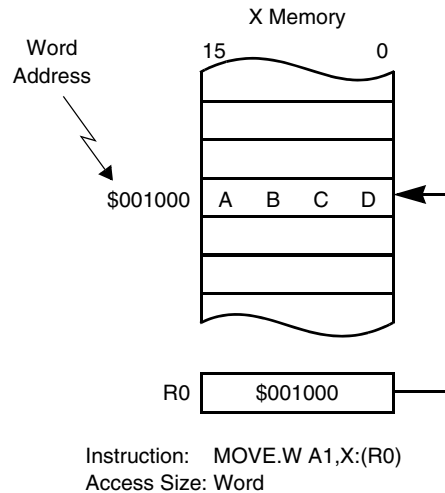 X Memory
Word
Address
15 0
$001000 A B C D
R0 $001000
Instruction: MOVE.W A1,X:(R0)
Access Size: Word